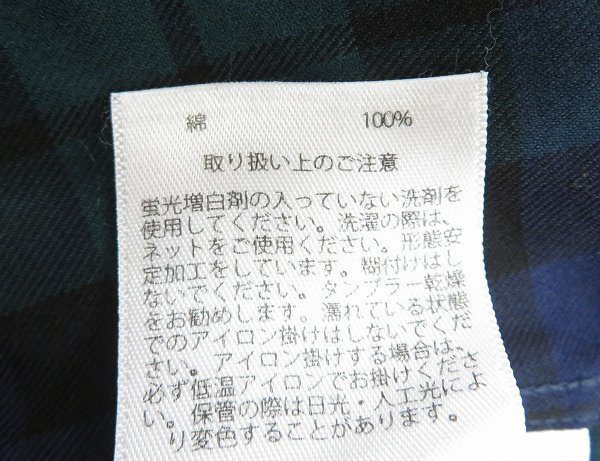 綿 100%
取り扱い上のご注意
蛍光増白剤の入っていない洗剤を
使用してください。洗濯の際は、
ネットをご使用ください。形態安
定加工をしています。糊付けはし
ないでください。タンブラー乾燥
をお勧めします。濡れている状態
でのアイロン掛けはしないでくだ
さい。アイロン掛けする場合は、
必ず低温アイロンでお掛けくださ
い。保管の際は日光・人工光によ
り変色することがあります。